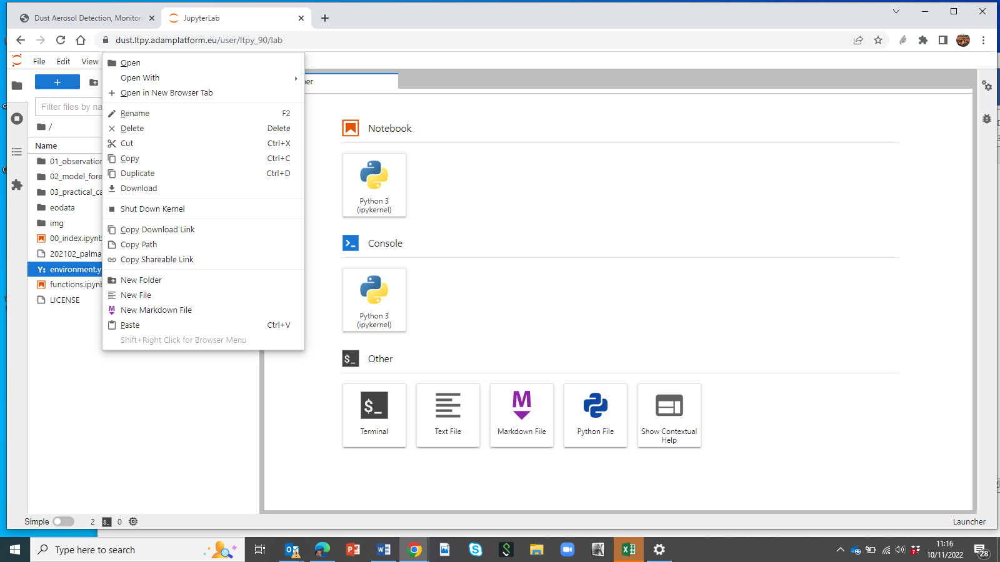 Dust Aerosol Detection, Monitori
JupyterLab
dust.ltpy.adamplatform.eu/user/ltpy_90/lab
File Edit View
Filter files by na
/
Name
01_observation
02_model_fore
03_practical_ca
eodata
img
00_index.ipynb
202102_palma
Y: environment.y
functions.ipynb
LICENSE
Open
Open With
Open in New Browser Tab
Rename F2
Delete Delete
Cut Ctrl+X
Copy Ctrl+C
Duplicate Ctrl+D
Download
Shut Down Kernel
Copy Download Link
Copy Path
Copy Shareable Link
New Folder
New File
New Markdown File
Paste Ctrl+V
Shift+Right Click for Browser Menu
her
Notebook
Python 3
(ipykernel)
Console
Python 3
(ipykernel)
$_ Other
$_
Terminal
Text File
M
Markdown File
Python File
Show Contextual
Help
Simple 2 $_ 0
Launcher
Type here to search
11:16
10/11/2022
28